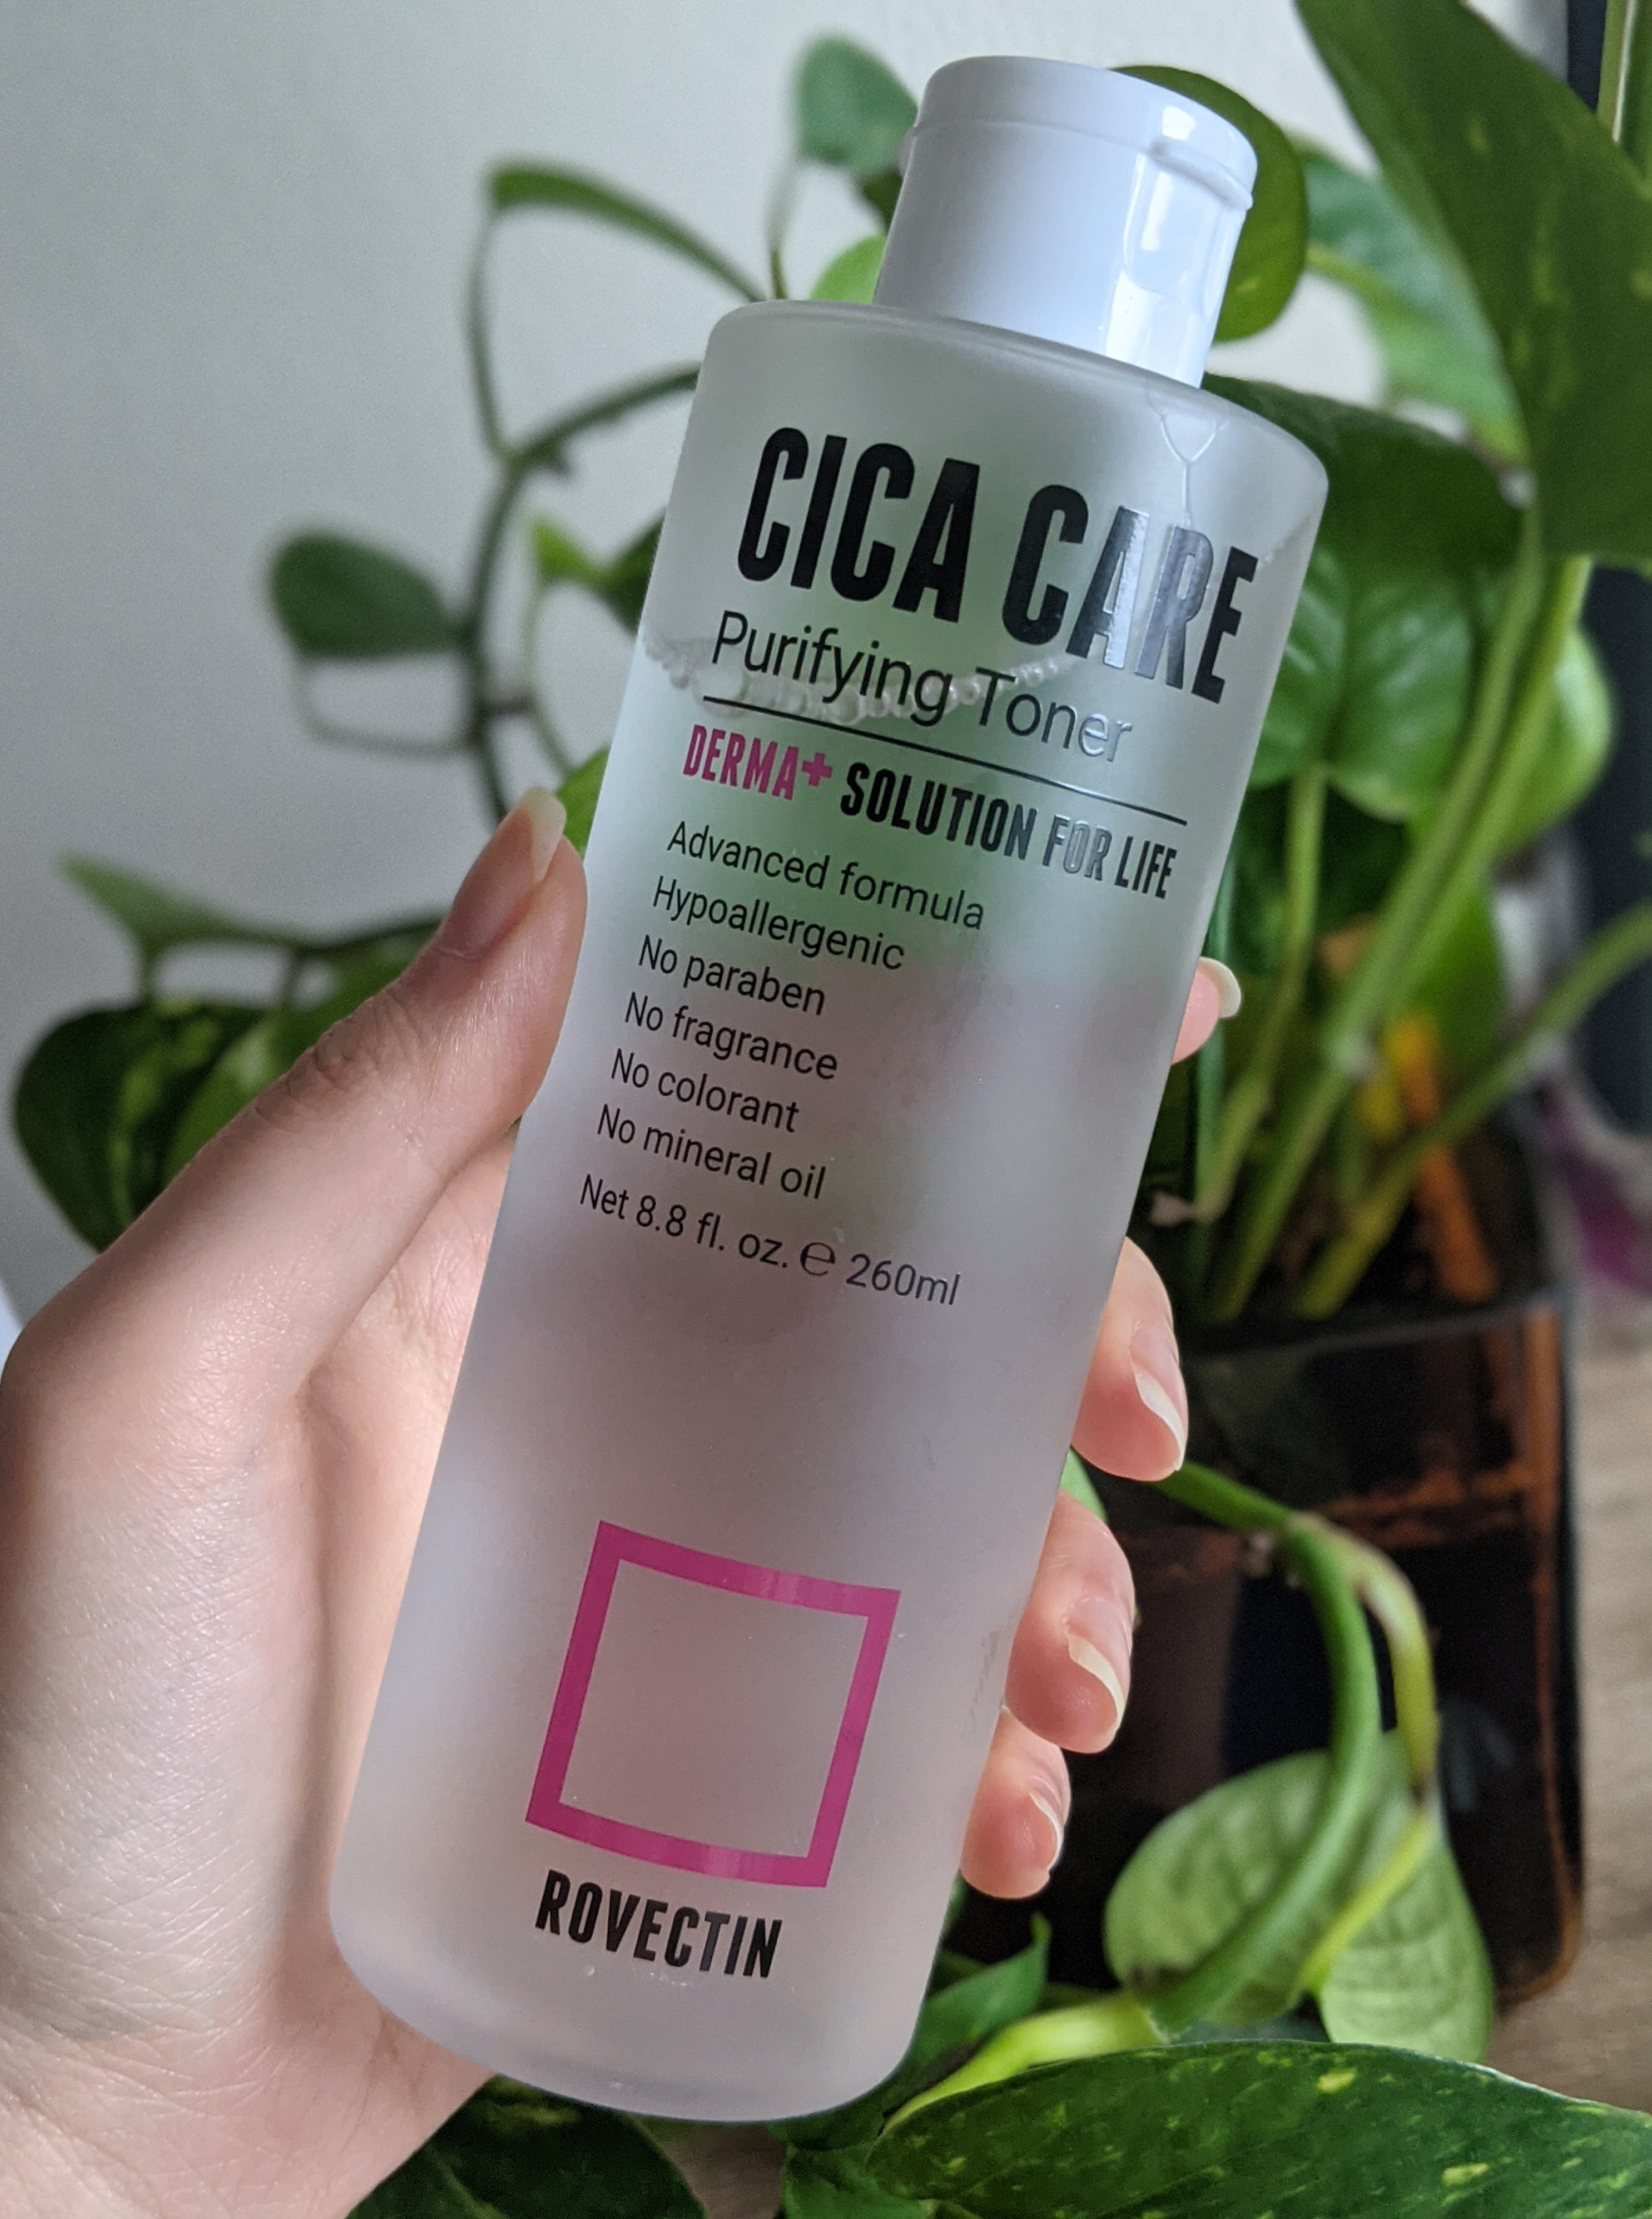 CICA CARE
Purifying Toner
DERMA+ SOLUTION FOR LIFE
Advanced formula
Hypoallergenic
No paraben
No fragrance
No colorant
No mineral oil
Net 8.8 fl. oz. ℮ 260ml
ROVECTIN